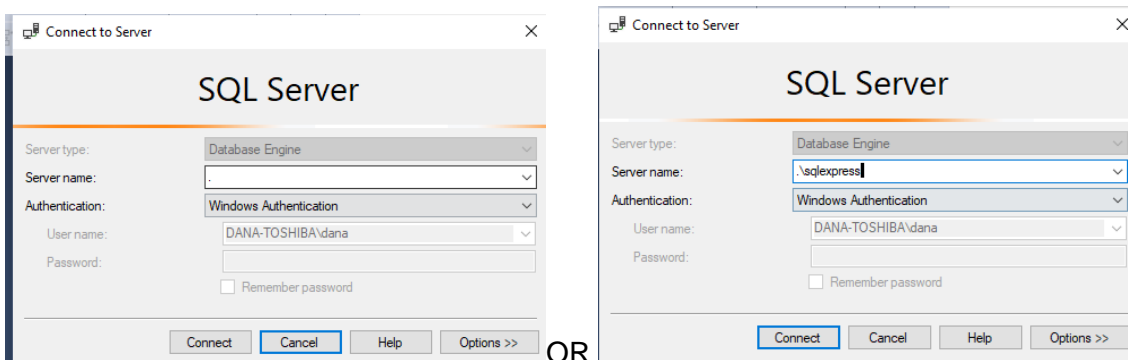 Connect to Server
SQL Server
Server type: Database Engine
Server name: .
Authentication: Windows Authentication
User name: DANA-TOSHIBA\dana
Password:
Remember password
Connect Cancel Help Options >>
OR
Connect to Server
SQL Server
Server type: Database Engine
Server name: .\sqlexpress
Authentication: Windows Authentication
User name: DANA-TOSHIBA\dana
Password:
Remember password
Connect Cancel Help Options >>